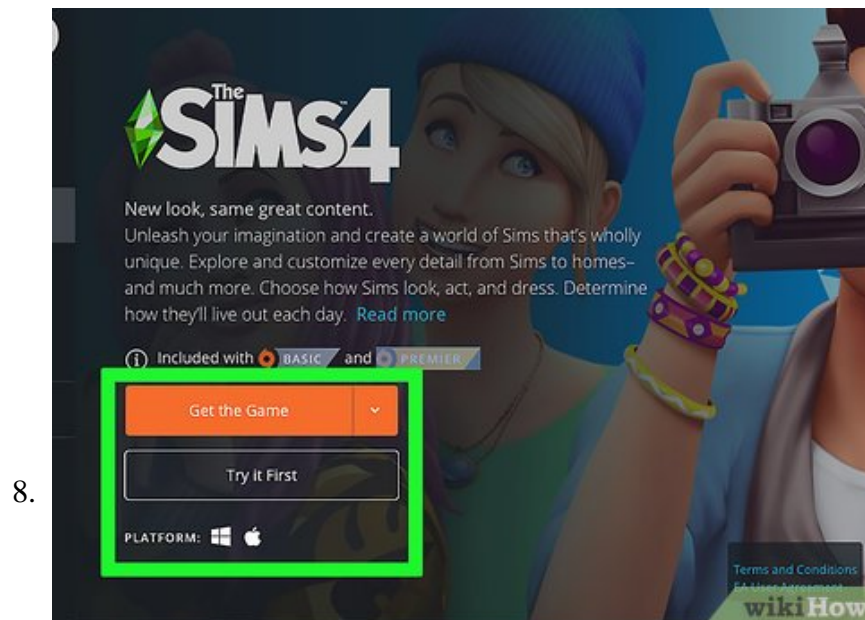 The
SIMS4
New look, same great content.
Unleash your imagination and create a world of Sims that's wholly
unique. Explore and customize every detail from Sims to homes–
and much more. Choose how Sims look, act, and dress. Determine
how they'll live out each day. Read more
Included with BASIC and PREMIER
Get the Game
Try it First
8.
PLATFORM:
Terms and Conditions
EA User Agreement
wikiHow